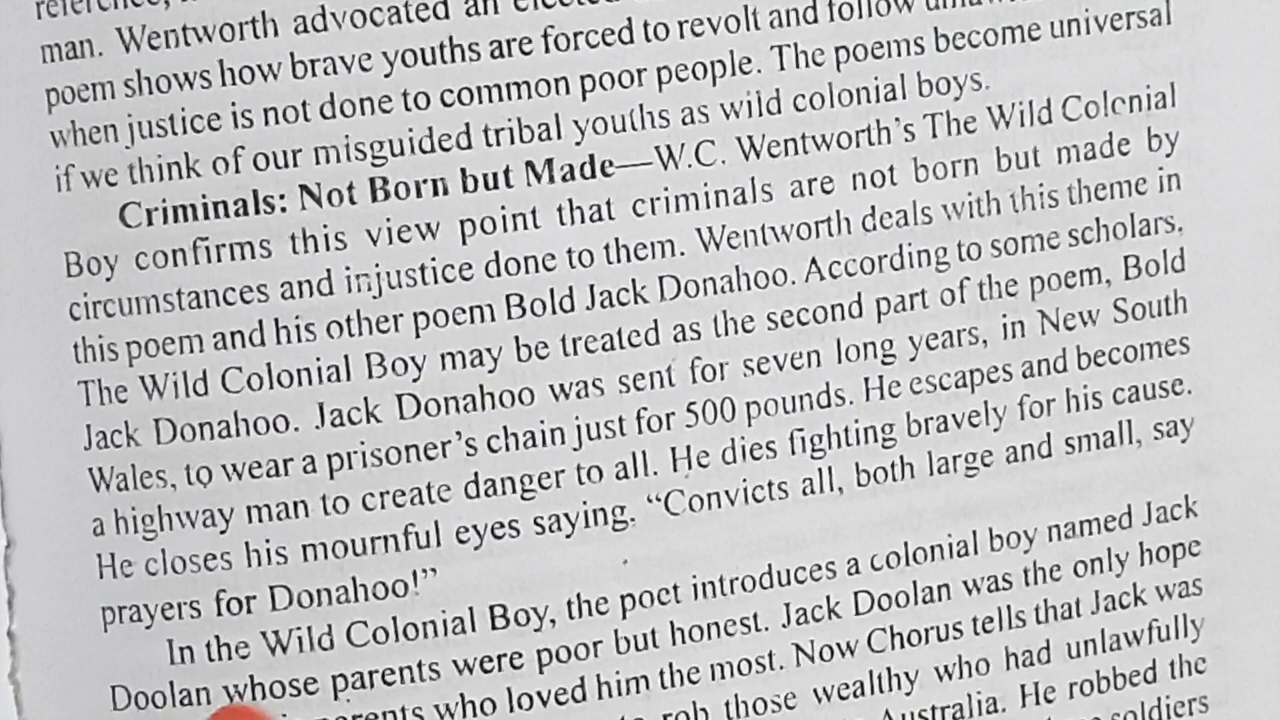 reference,
man. Wentworth advocated an elected
poem shows how brave youths are forced to revolt and follow
when justice is not done to common poor people. The poems become universal
if we think of our misguided tribal youths as wild colonial boys.
Criminals: Not Born but Made—W.C. Wentworth's The Wild Colonial
Boy confirms this view point that criminals are not born but made by
circumstances and injustice done to them. Wentworth deals with this theme in
this poem and his other poem Bold Jack Donahoo. According to some scholars,
The Wild Colonial Boy may be treated as the second part of the poem, Bold
Jack Donahoo. Jack Donahoo was sent for seven long years, in New South
Wales, to wear a prisoner's chain just for 500 pounds. He escapes and becomes
a highway man to create danger to all. He dies fighting bravely for his cause.
He closes his mournful eyes saying. "Convicts all, both large and small, say
prayers for Donahoo!"
In the Wild Colonial Boy, the poet introduces a colonial boy named Jack
Doolan whose parents were poor but honest. Jack Doolan was the only hope
parents who loved him the most. Now Chorus tells that Jack was
to rob those wealthy who had unlawfully
Australia. He robbed the
soldiers